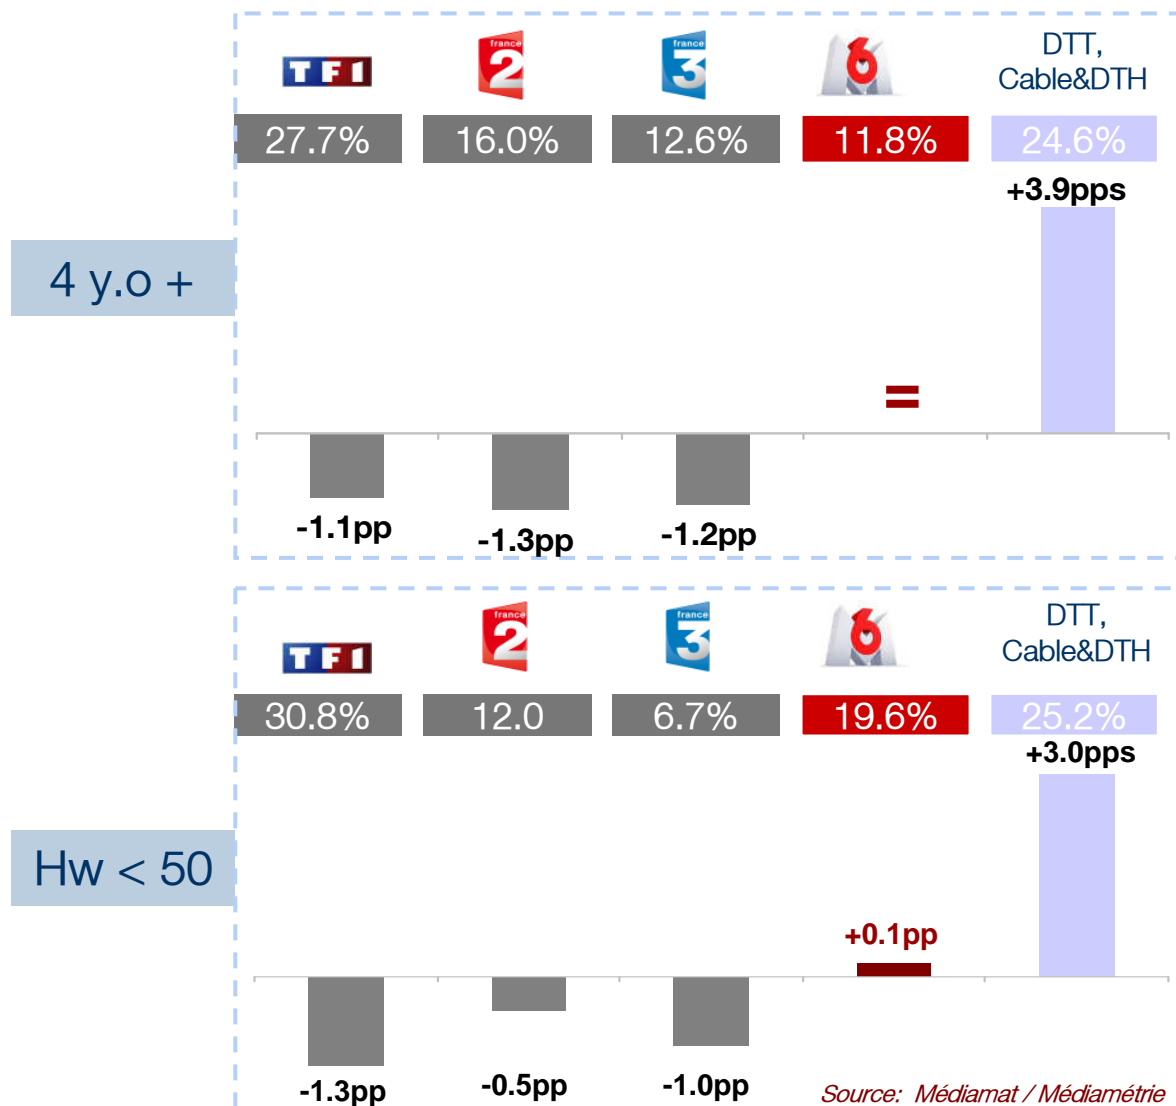 TF1
france
2
france
3
M6
DTT,
Cable&DTH
27.7%
16.0%
12.6%
11.8%
24.6%
+3.9pps
4 y.o +
=
-1.1pp
-1.3pp
-1.2pp
TF1
france
2
france
3
M6
DTT,
Cable&DTH
30.8%
12.0
6.7%
19.6%
25.2%
+3.0pps
Hw < 50
+0.1pp
-1.3pp
-0.5pp
-1.0pp
Source: Médiamat / Médiamétrie